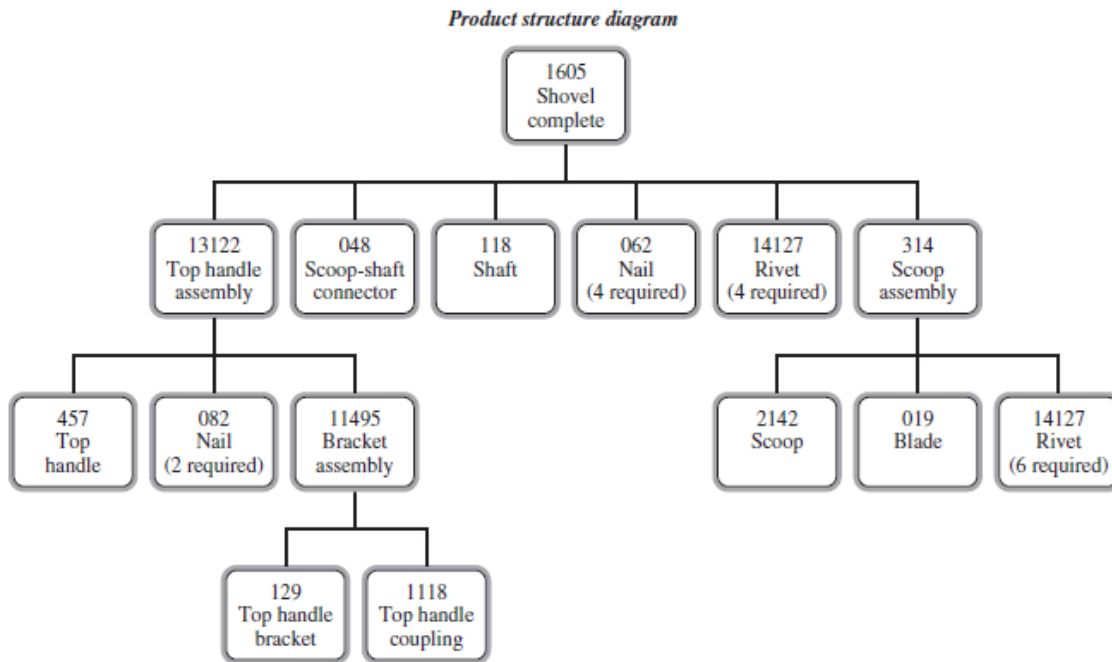 Product structure diagram
1605
Shovel
complete
13122
Top handle
assembly
048
Scoop-shaft
connector
118
Shaft
062
Nail
(4 required)
14127
Rivet
(4 required)
314
Scoop
assembly
457
Top
handle
082
Nail
(2 required)
11495
Bracket
assembly
2142
Scoop
019
Blade
14127
Rivet
(6 required)
129
Top handle
bracket
1118
Top handle
coupling